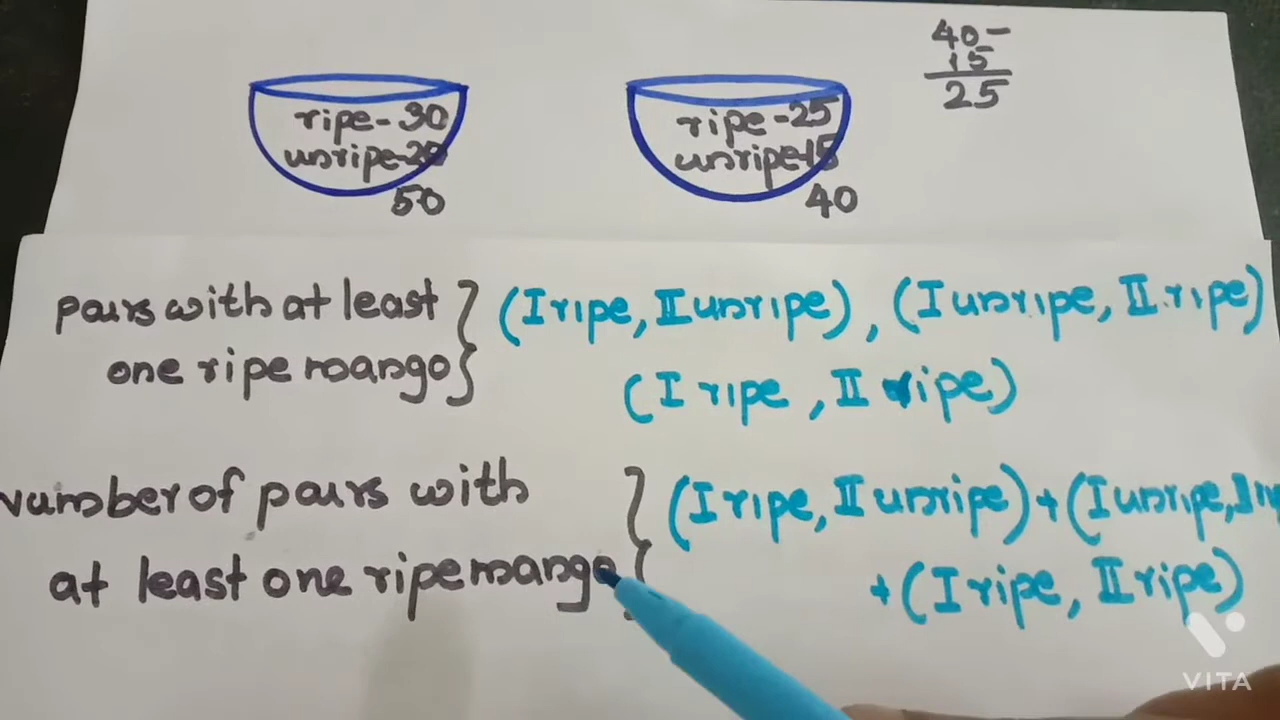 40-
15
25
ripe-30
unripe-20
50
ripe-25
unripe-15
40
pairs with at least
one ripe mango
(I ripe, II unripe), (I unripe, II ripe)
(I ripe, II ripe)
Number of pairs with
at least one ripe mango
(I ripe, II unripe)+(I unripe, II
+(I ripe, II ripe)
VITA